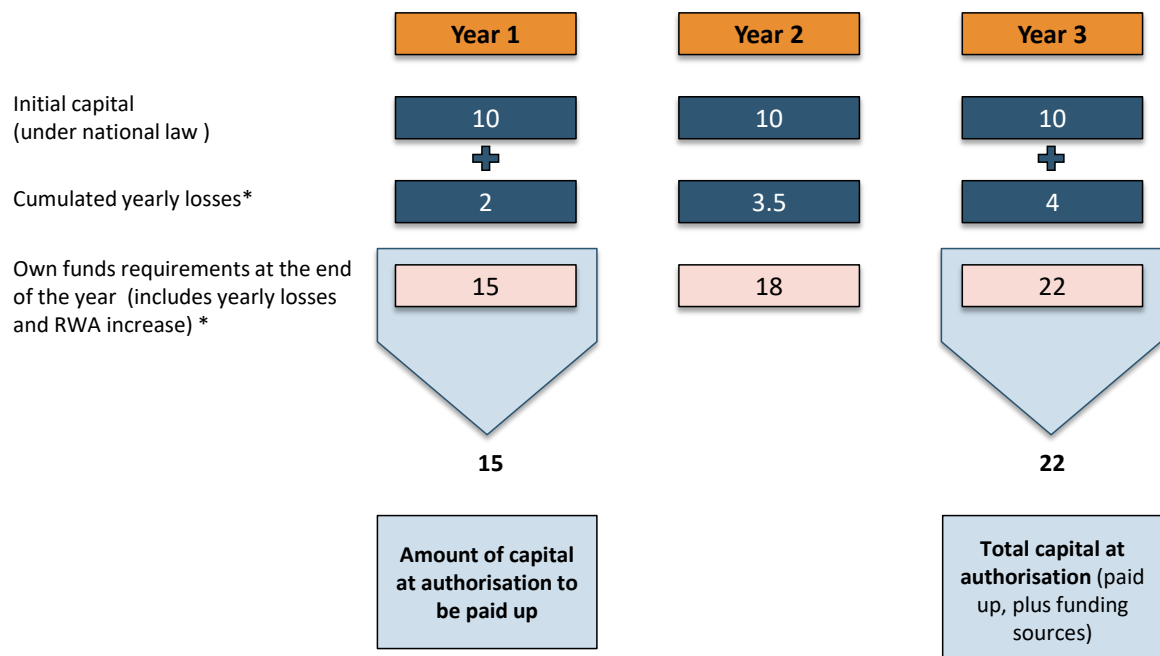 Year 1 Year 2 Year 3
Initial capital
(under national law )
10 10 10
Cumulated yearly losses*
2 3.5 4
Own funds requirements at the end
of the year (includes yearly losses
and RWA increase) *
15 18 22
15 22
Amount of capital
at authorisation to
be paid up
Total capital at
authorisation (paid
up, plus funding
sources)